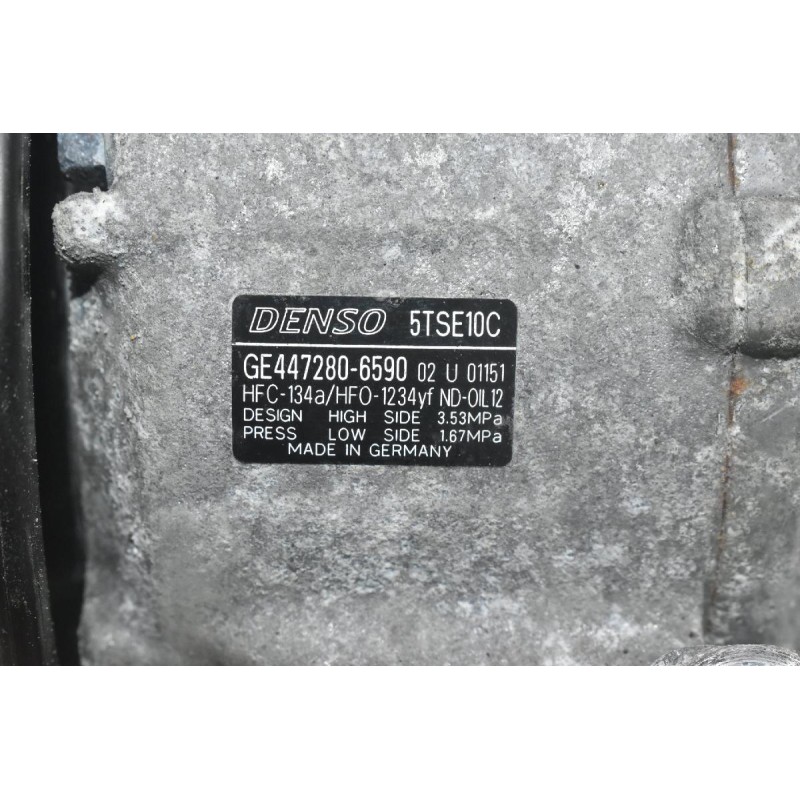 DENSO 5TSE10C
GE447280-6590 02 U 01151
HFC-134a/HFO-1234yf ND-OIL12
DESIGN HIGH SIDE 3.53MPa
PRESS LOW SIDE 1.67MPa
MADE IN GERMANY